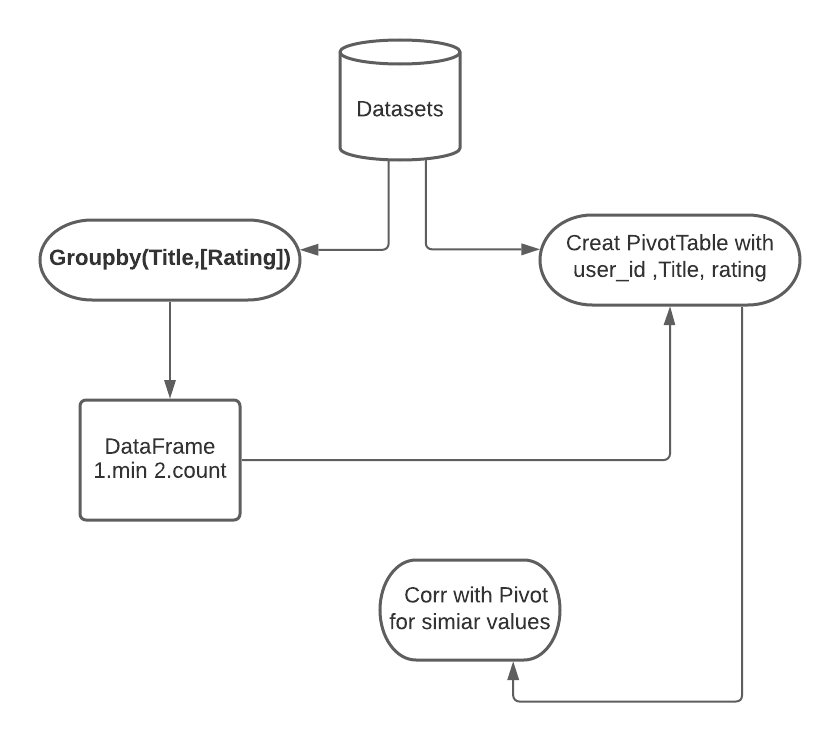 Datasets
Groupby(Title,[Rating])
Creat PivotTable with
user_id ,Title, rating
DataFrame
1.min 2.count
Corr with Pivot
for simiar values